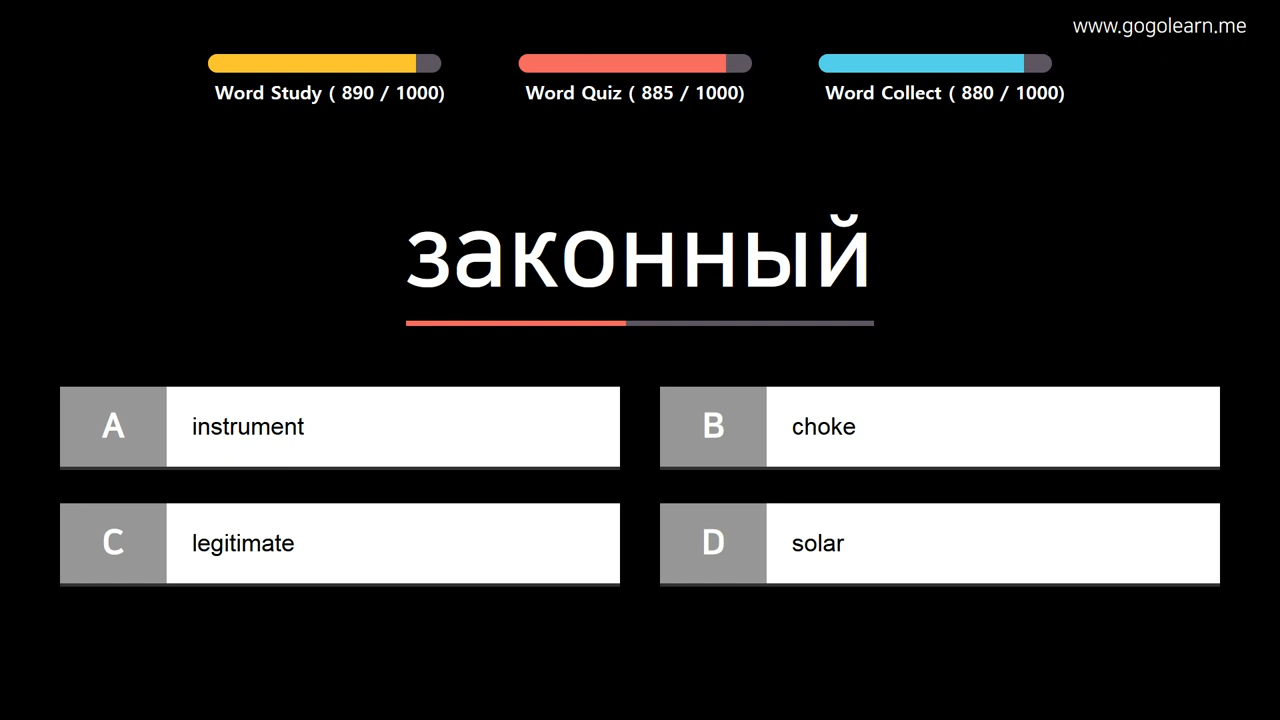 www.gogolearn.me
Word Study ( 890 / 1000)
Word Quiz ( 885 / 1000)
Word Collect ( 880 / 1000)
законный
A instrument
B choke
C legitimate
D solar